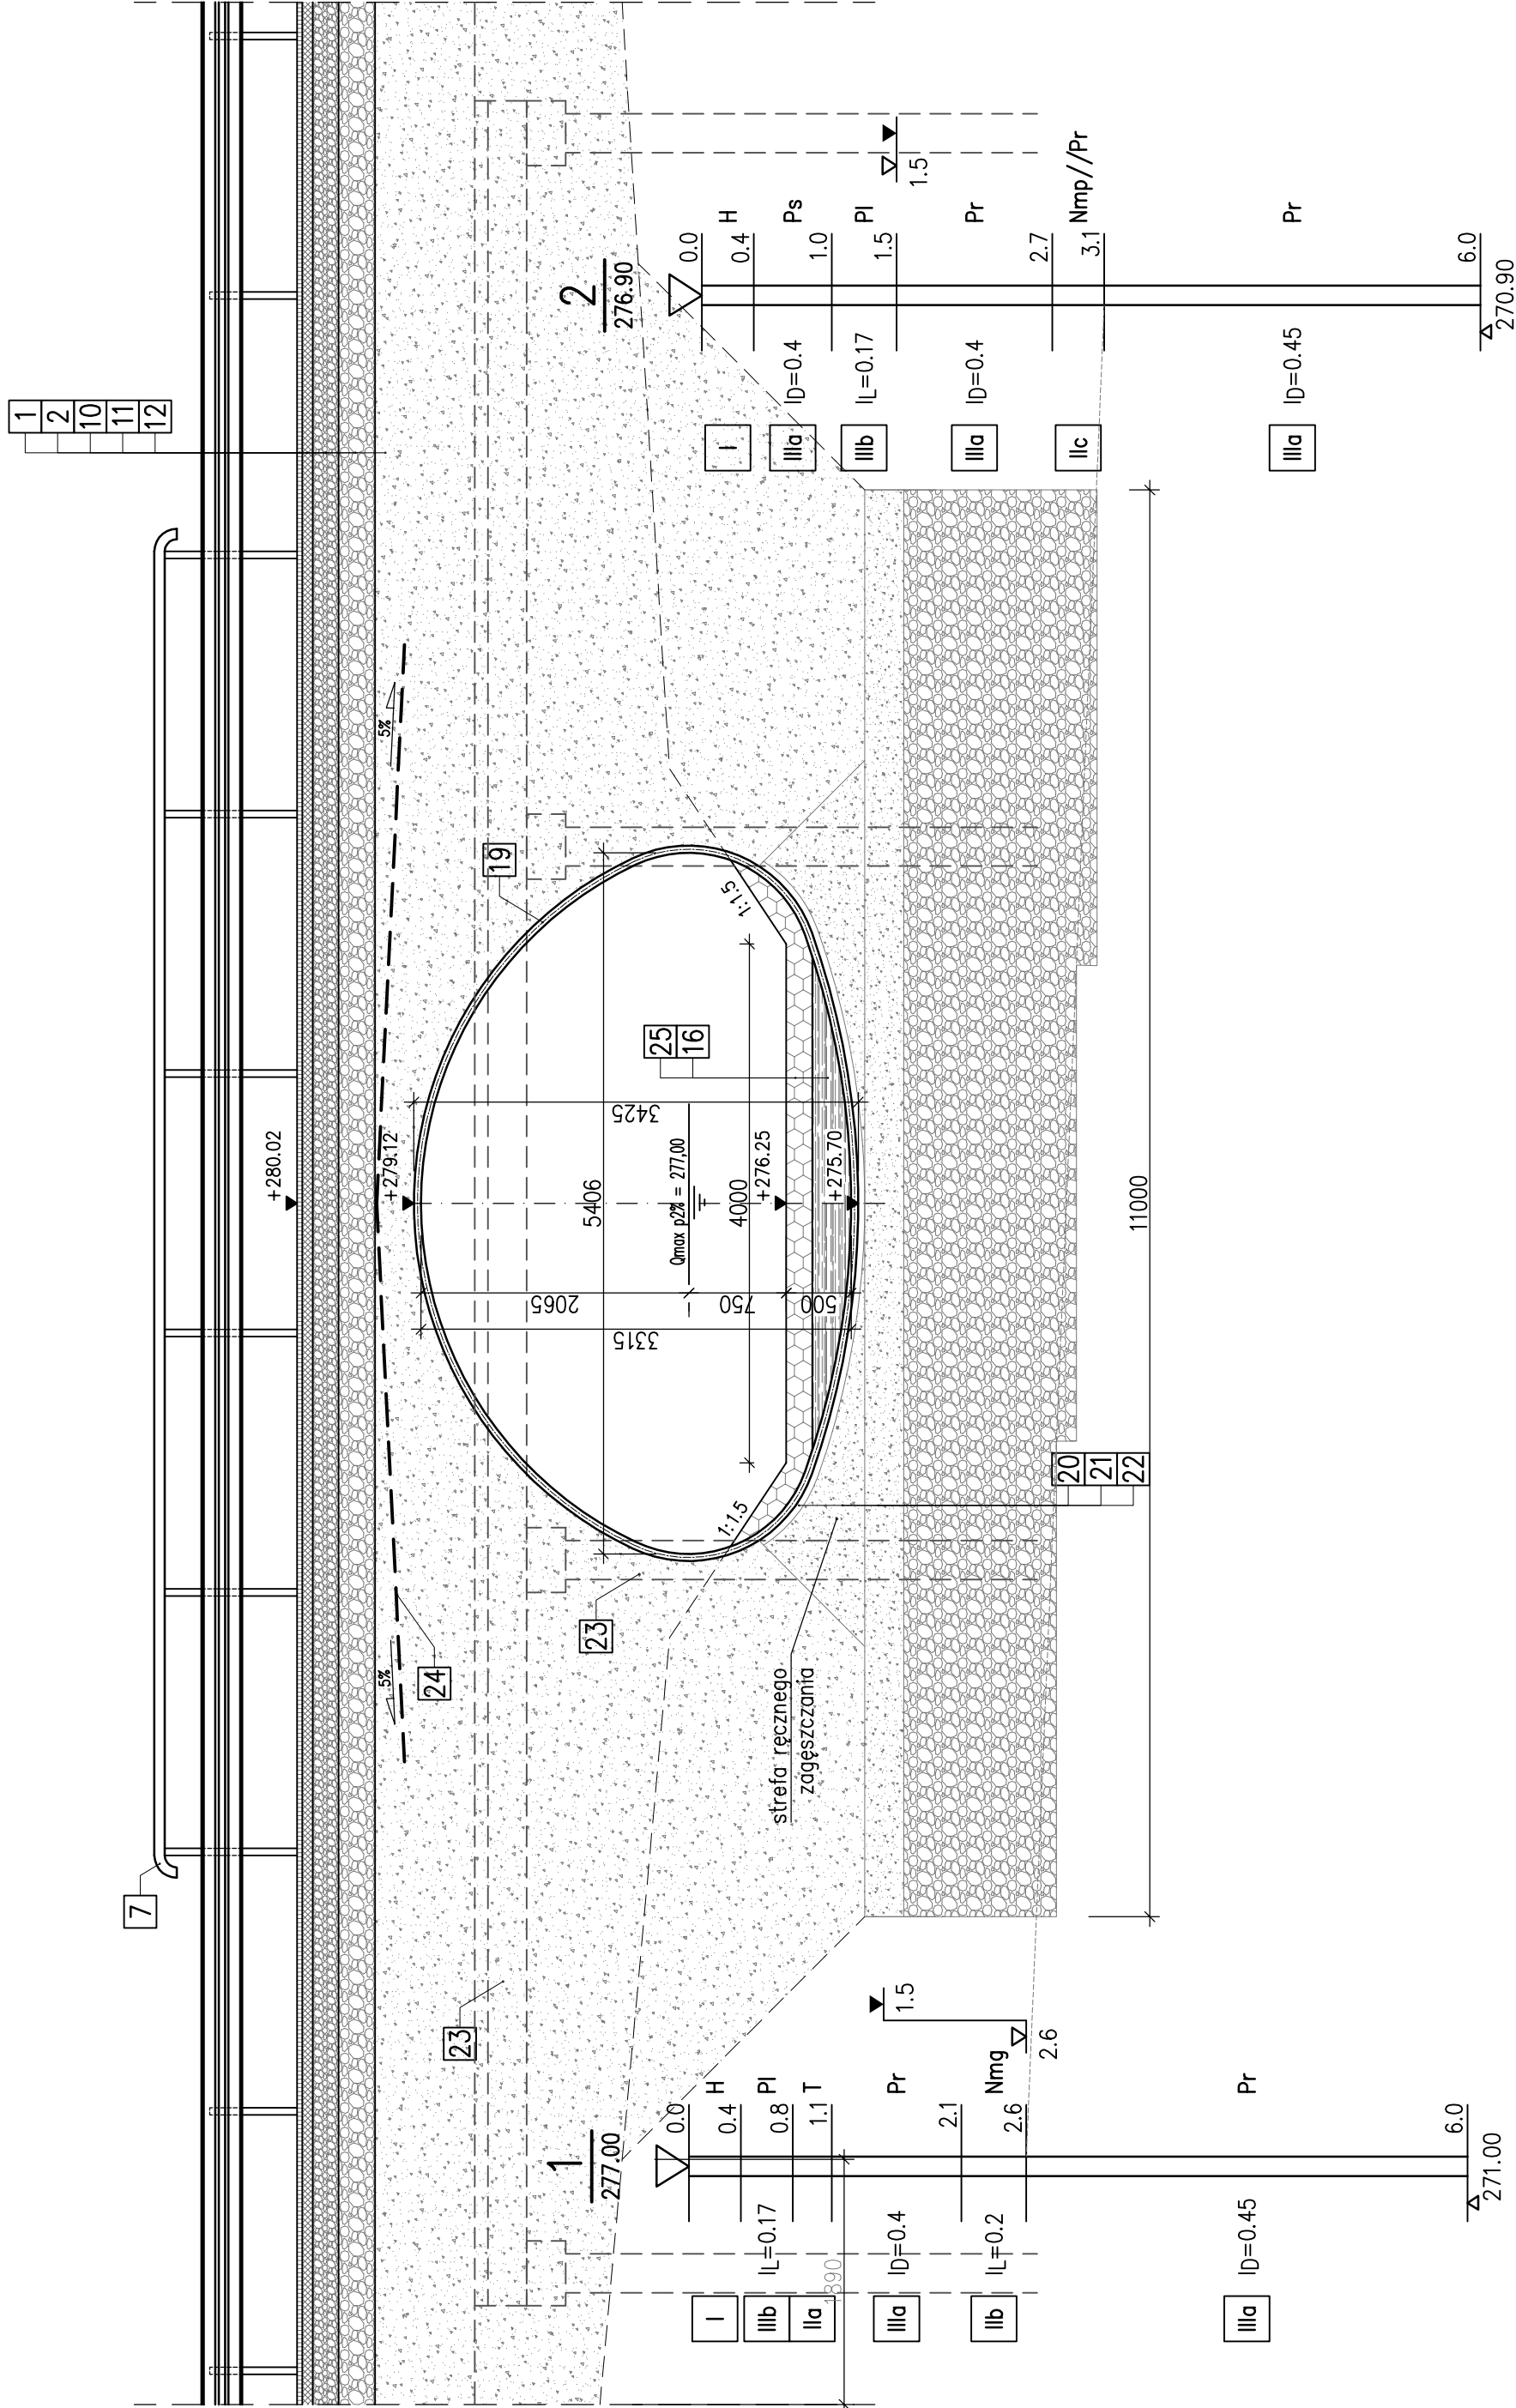 7
1
2
10
11
12
+280.02
5%
5%
24
+279.12
19
23
23
5406
3425
2065
3315
Qmax p2% = 277,00
750
4000
+276.25
500
+275.70
25
16
1:1.5
1:1.5
strefa ręcznego
zagęszczania
20
21
22
11000
1
277.00
0.0
H
0.4
Pl
0.8
T
1.1
Pr
2.1
Nmg
2.6
Pr
6.0
271.00
I
IIIb
IL=0.17
IIa
IIIa
ID=0.4
IIb
IL=0.2
IIIa
ID=0.45
1890
1.5
2.6
2
276.90
0.0
H
0.4
Ps
1.0
Pl
1.5
Pr
2.7
Nmp//Pr
3.1
Pr
6.0
270.90
I
IIIa
ID=0.4
IIIb
IL=0.17
IIIa
ID=0.4
IIc
IIIa
ID=0.45
1.5